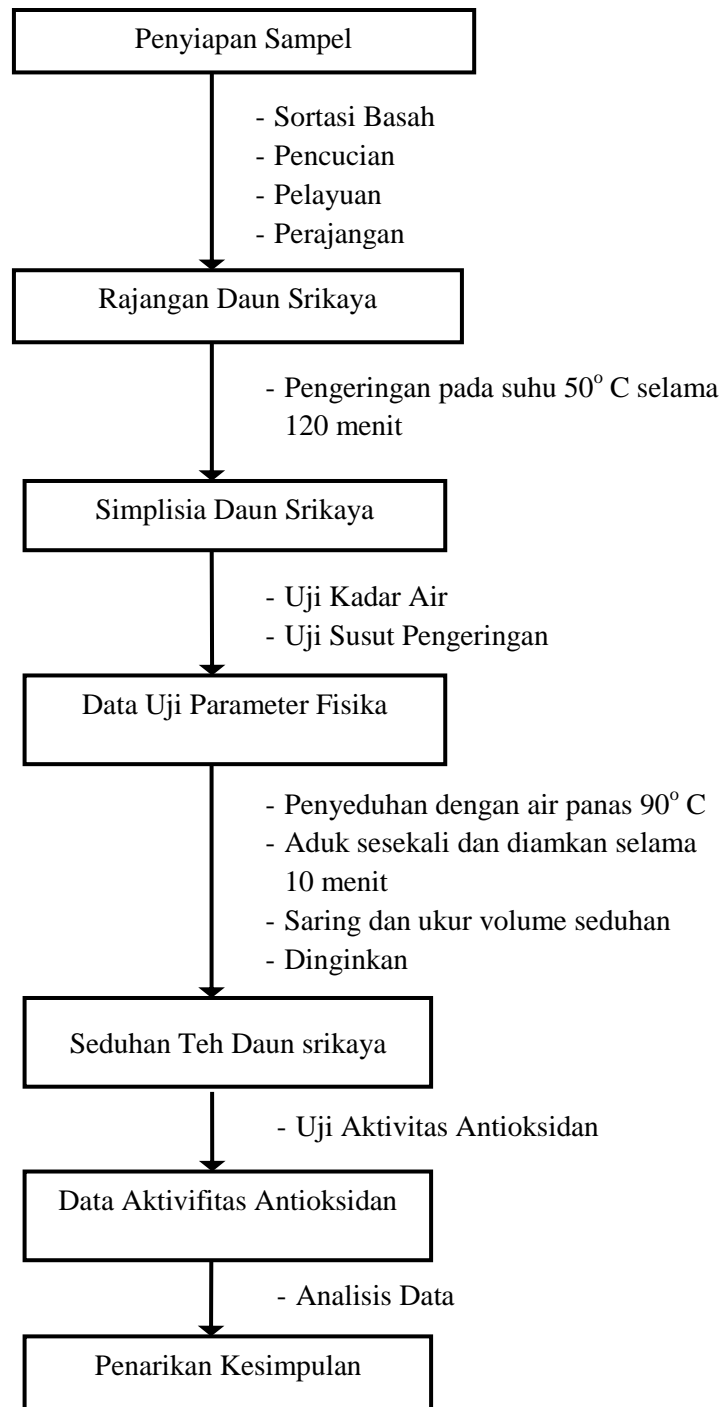 Penyiapan Sampel
- Sortasi Basah
- Pencucian
- Pelayuan
- Perajangan
Rajangan Daun Srikaya
- Pengeringan pada suhu 50° C selama
120 menit
Simplisia Daun Srikaya
- Uji Kadar Air
- Uji Susut Pengeringan
Data Uji Parameter Fisika
- Penyeduhan dengan air panas 90° C
- Aduk sesekali dan diamkan selama
10 menit
- Saring dan ukur volume seduhan
- Dinginkan
Seduhan Teh Daun srikaya
- Uji Aktivitas Antioksidan
Data Aktivifitas Antioksidan
- Analisis Data
Penarikan Kesimpulan